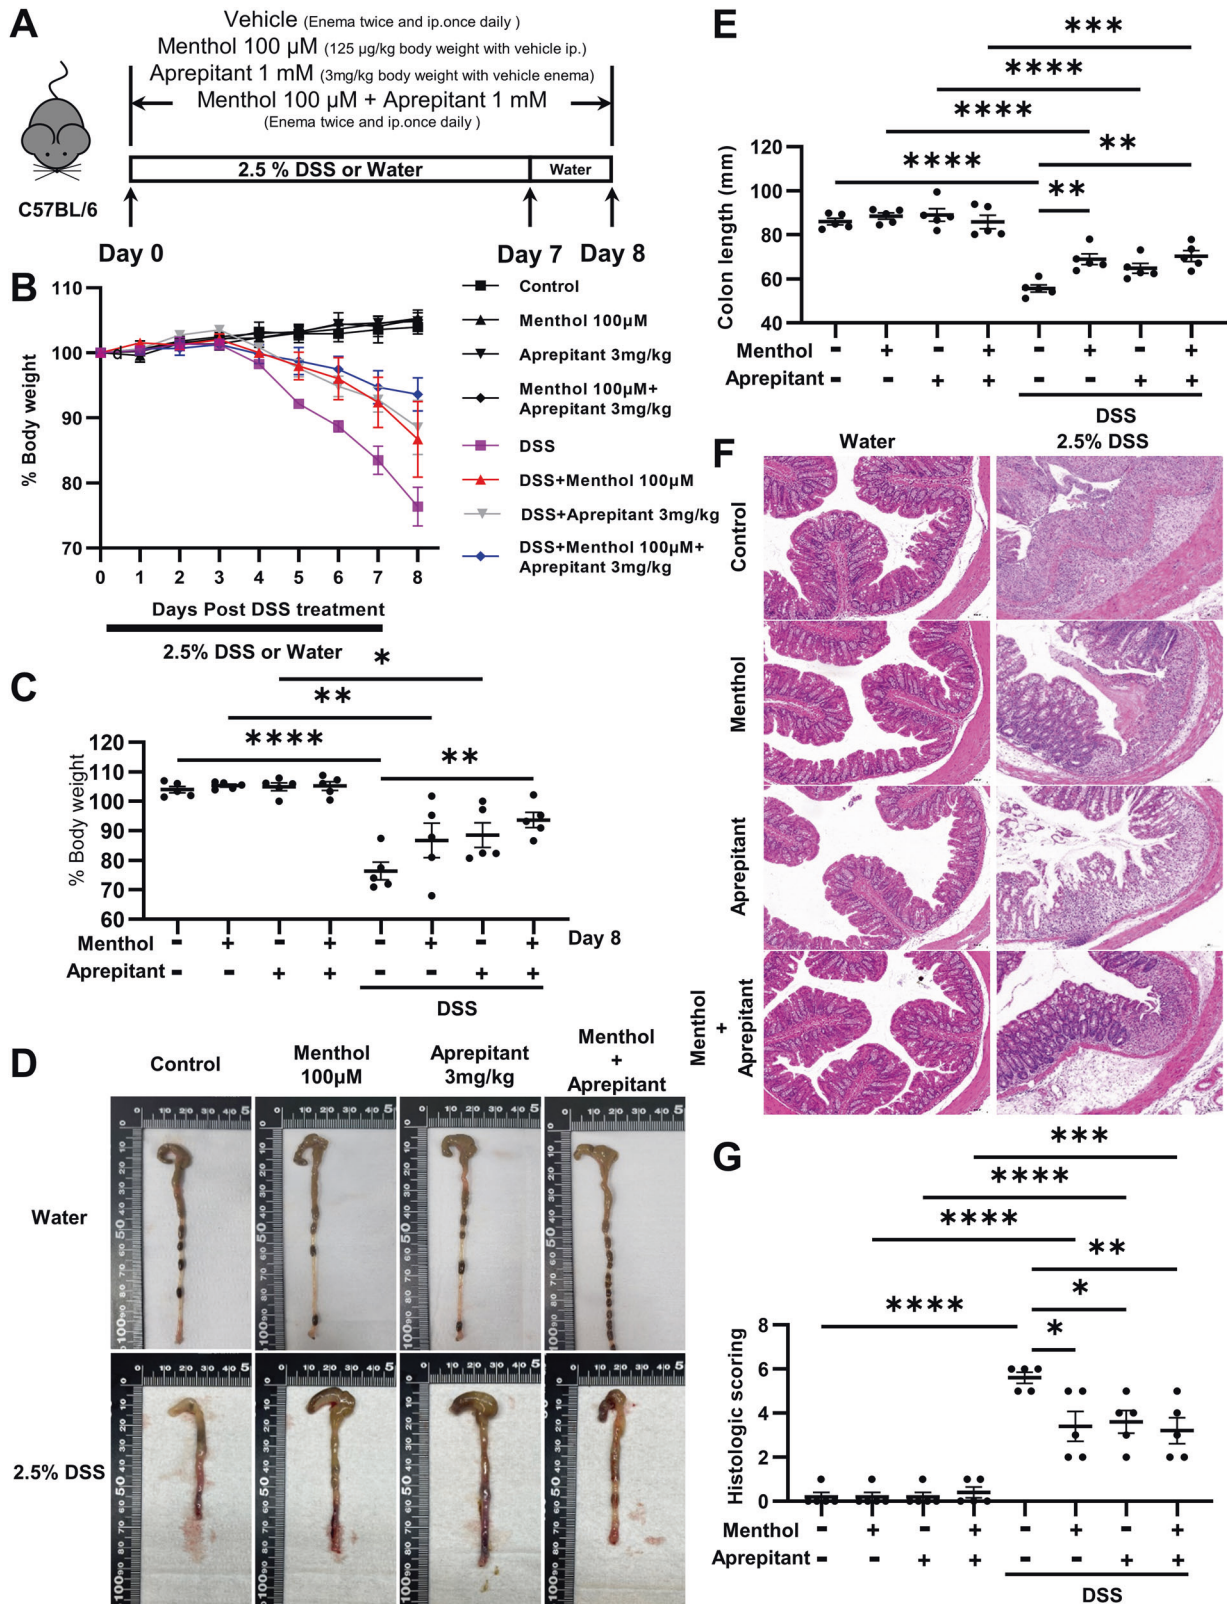 A
Vehicle (Enema twice and ip.once daily )
Menthol 100 µM (125 µg/kg body weight with vehicle ip.)
Aprepitant 1 mM (3mg/kg body weight with vehicle enema)
Menthol 100 µM + Aprepitant 1 mM
(Enema twice and ip.once daily )
2.5 % DSS or Water
Water
C57BL/6
Day 0
Day 7
Day 8
B
110
100
90
80
70
% Body weight
0 1 2 3 4 5 6 7 8
Days Post DSS treatment
2.5% DSS or Water
Control
Menthol 100µM
Aprepitant 3mg/kg
Menthol 100µM+
Aprepitant 3mg/kg
DSS
DSS+Menthol 100µM
DSS+Aprepitant 3mg/kg
DSS+Menthol 100µM+
Aprepitant 3mg/kg
C
*
**
****
**
120
110
100
90
80
70
60
% Body weight
Menthol - + - + - + - +
Aprepitant - - + + - - + +
Day 8
DSS
D
Control
Menthol
100µM
Aprepitant
3mg/kg
Menthol
+
Aprepitant
Water
2.5% DSS
E
***
****
****
**
****
**
120
100
80
60
40
Colon length (mm)
Menthol - + - + - + - +
Aprepitant - - + + - - + +
DSS
F
Water
2.5% DSS
Control
Menthol
Aprepitant
Menthol
+
Aprepitant
G
***
****
****
**
*
****
*
8
6
4
2
0
Histologic scoring
Menthol - + - + - + - +
Aprepitant - - + + - - + +
DSS